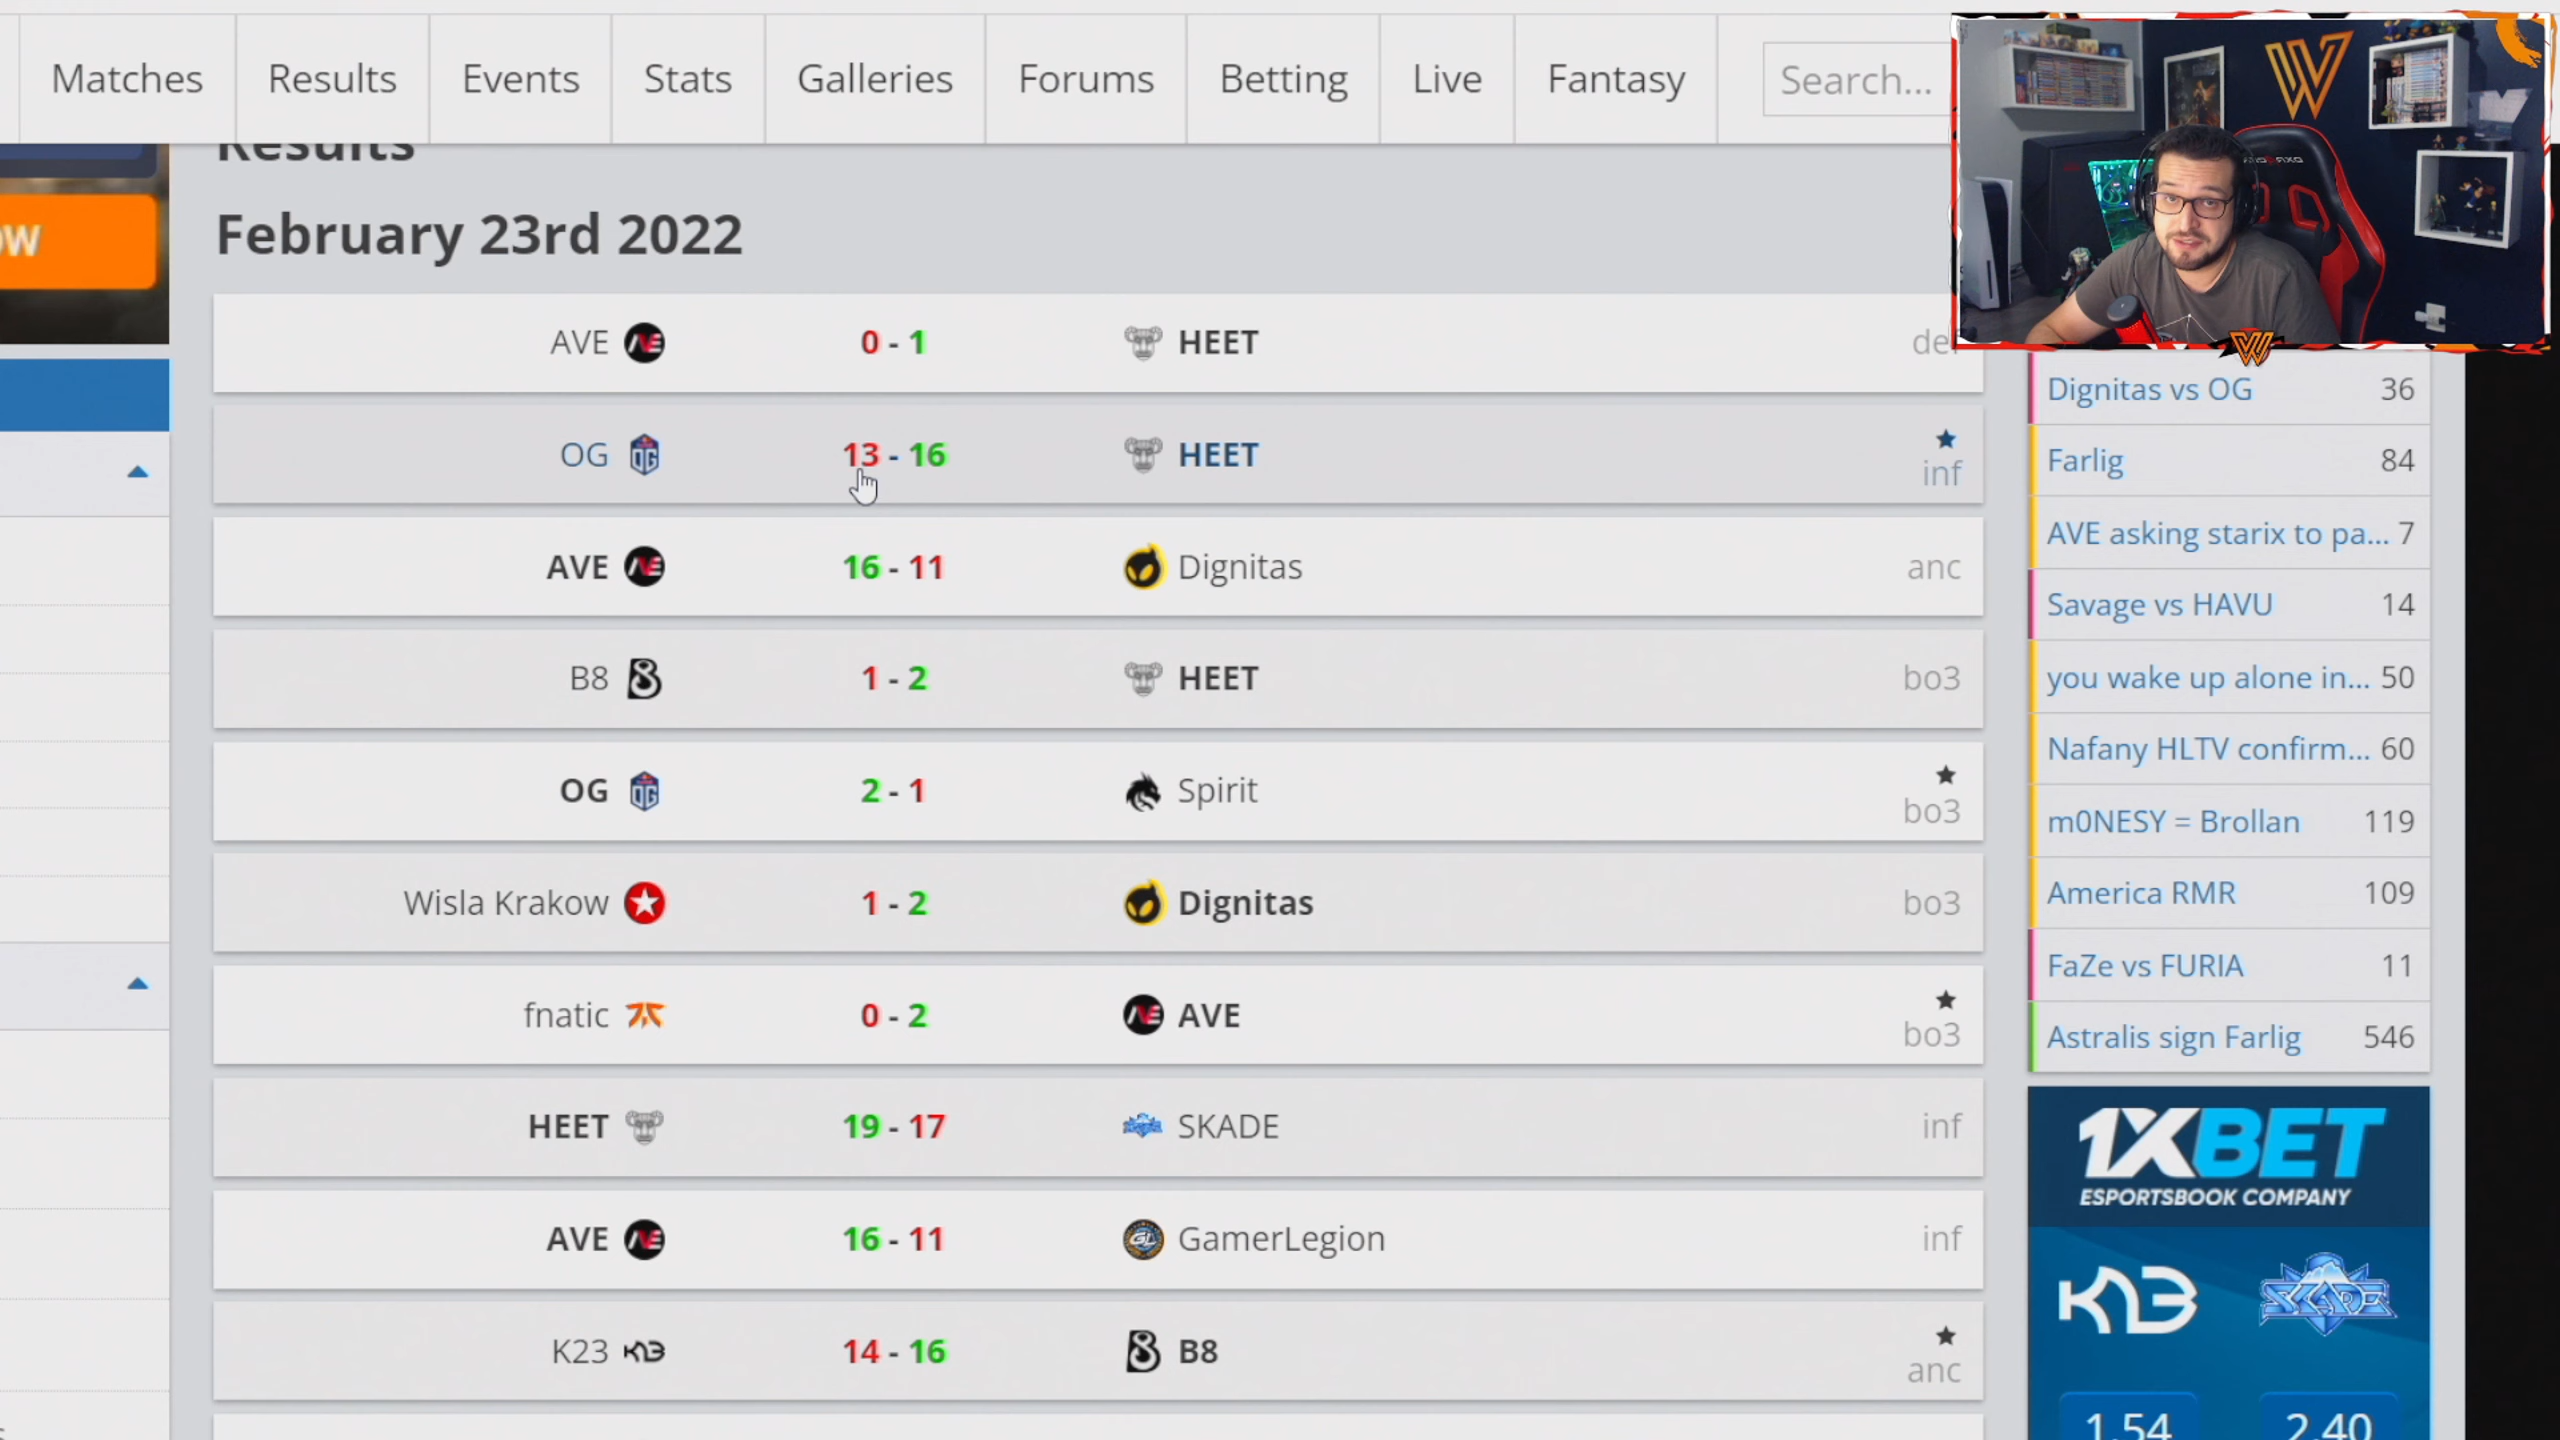 Matches Results Events Stats Galleries Forums Betting Live Fantasy Search...
Results
February 23rd 2022
AVE 0 - 1 HEET
OG 13 - 16 HEET inf
AVE 16 - 11 Dignitas anc
B8 1 - 2 HEET bo3
OG 2 - 1 Spirit bo3
Wisla Krakow 1 - 2 Dignitas bo3
fnatic 0 - 2 AVE bo3
HEET 19 - 17 SKADE inf
AVE 16 - 11 GamerLegion inf
K23 14 - 16 B8 anc
Dignitas vs OG 36
Farlig 84
AVE asking starix to pa... 7
Savage vs HAVU 14
you wake up alone in... 50
Nafany HLTV confirm... 60
m0NESY = Brollan 119
America RMR 109
FaZe vs FURIA 11
Astralis sign Farlig 546
1XBET
ESPORTSBOOK COMPANY
K23 SKADE
1.54 2.40